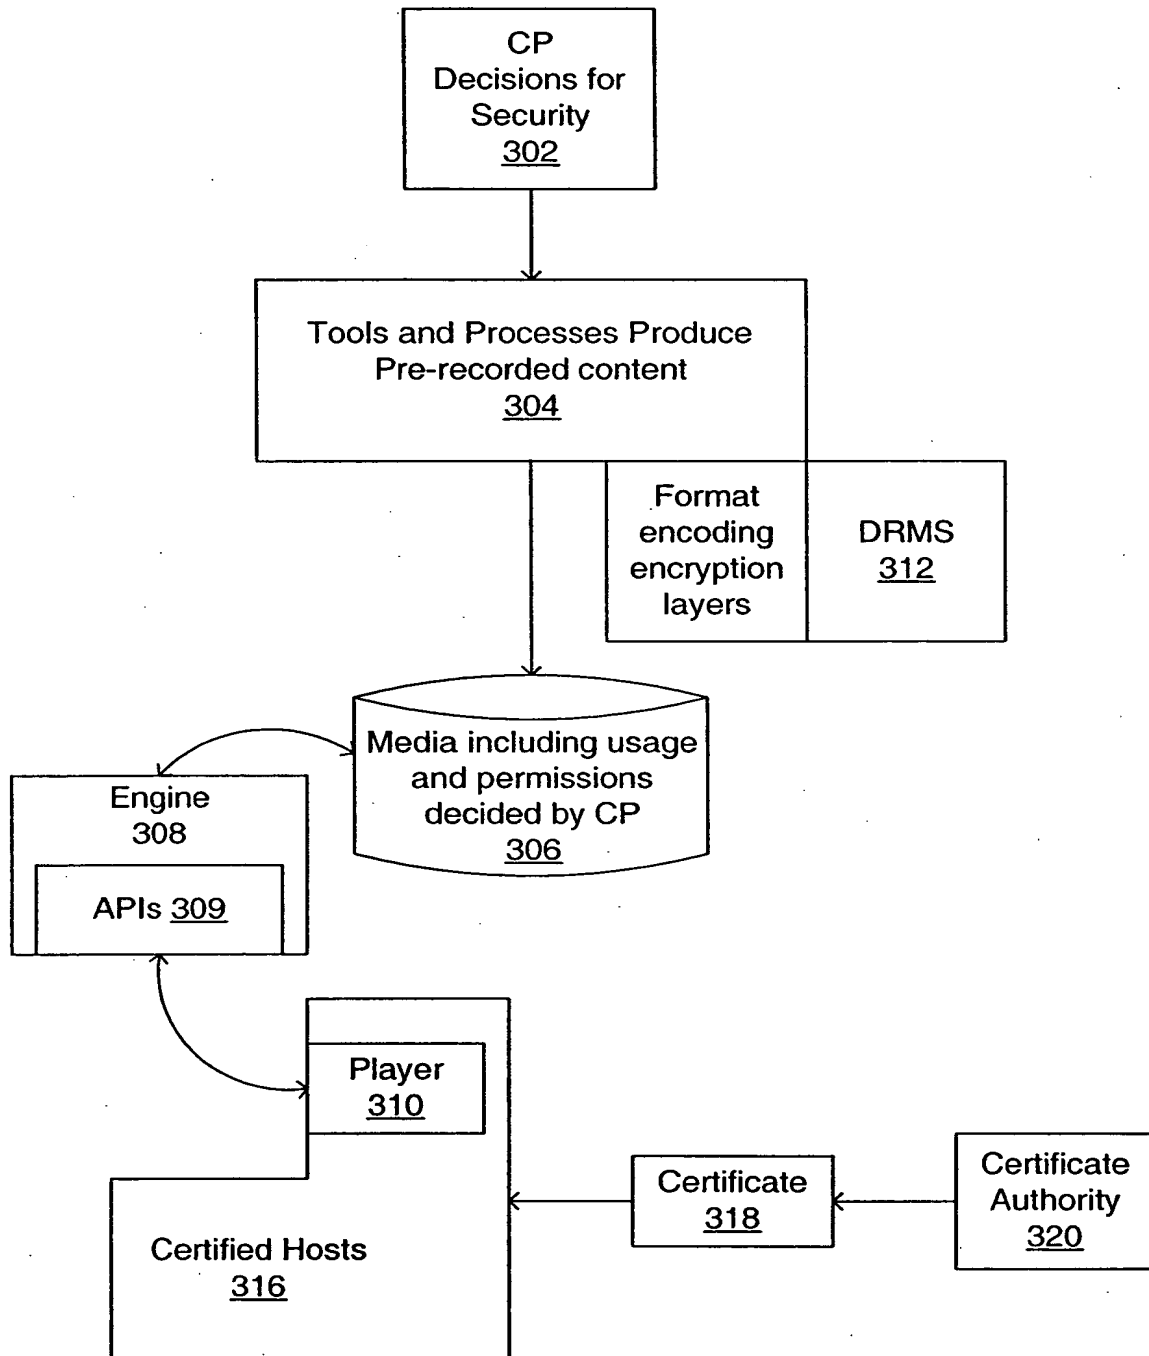 CP
Decisions for
Security
302
Tools and Processes Produce
Pre-recorded content
304
Format
encoding
encryption
layers
DRMS
312
Media including usage
and permissions
decided by CP
306
Engine
308
APIs 309
Player
310
Certificate
318
Certificate
Authority
320
Certified Hosts
316